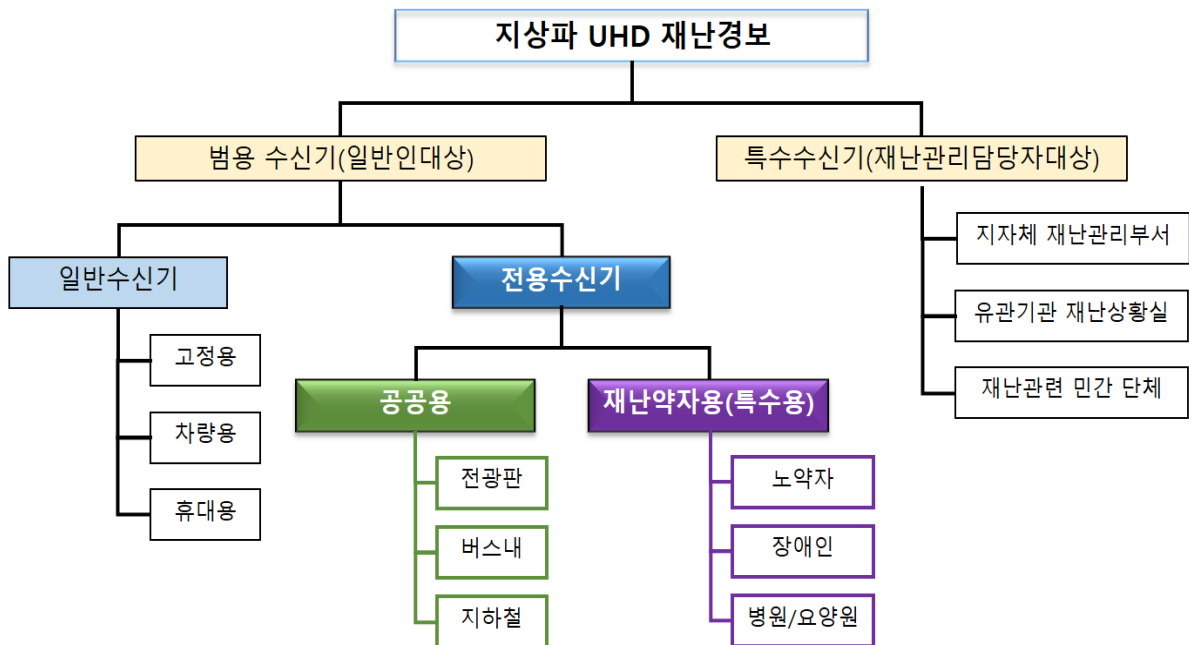 지상파 UHD 재난경보
범용 수신기(일반인대상)
특수수신기(재난관리담당자대상)
지자체 재난관리부서
일반수신기
전용수신기
유관기관 재난상황실
고정용
공공용
재난약자용(특수용)
재난관련 민간 단체
차량용
전광판
노약자
휴대용
버스내
장애인
지하철
병원/요양원